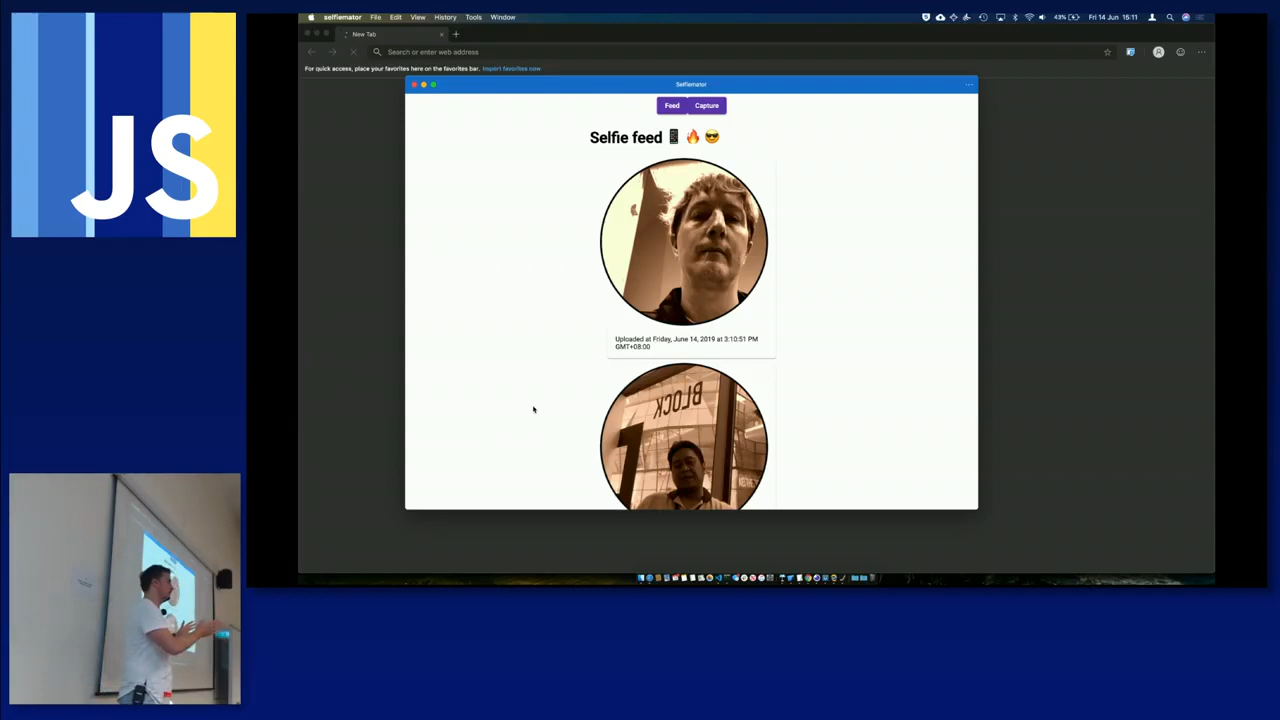 JS
selfiemator File Edit View History Tools Window
43% Fri 14 Jun 15:11
New Tab
Search or enter web address
For quick access, place your favorites here on the favorites bar. Import favorites now
Selfiemator
Feed Capture
Selfie feed 📱 🔥 😎
Uploaded at Friday, June 14, 2019 at 3:10:51 PM
GMT+08:00
BLOCK
1